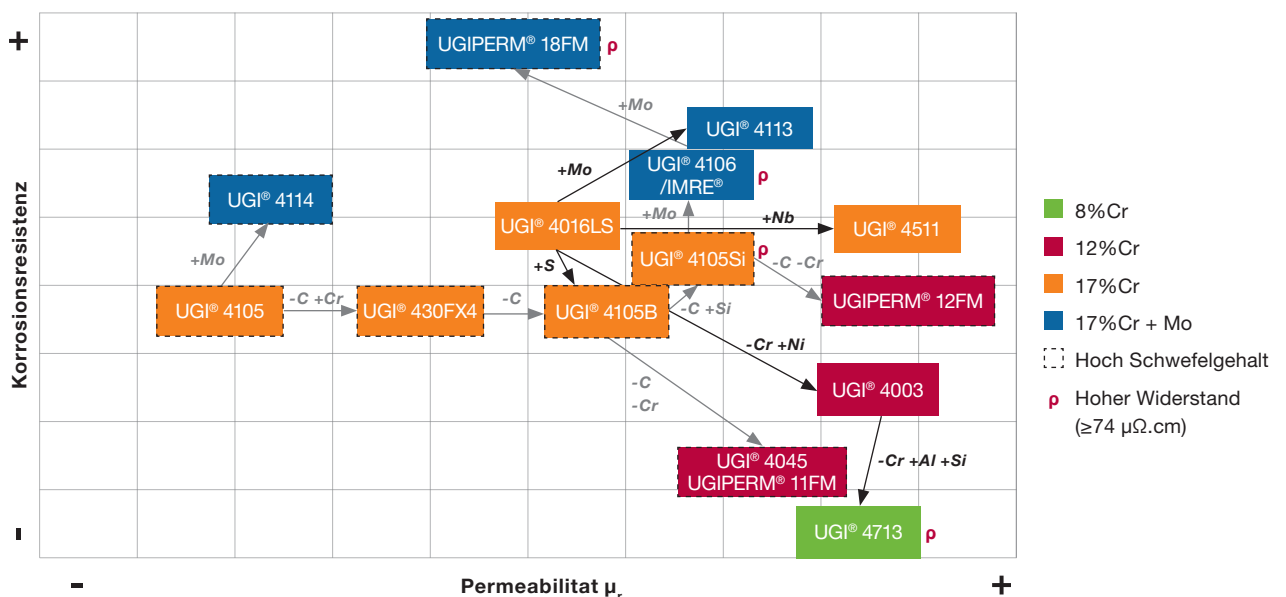 +
Korrosionsresistenz
-
UGIPERM® 18FM
ρ
+Mo
UGI® 4113
+Mo
UGI® 4106
/IMRE®
ρ
UGI® 4114
+Mo
UGI® 4016LS
+Mo
+Nb
UGI® 4511
+S
UGI® 4105Si
ρ
-C -Cr
UGI® 4105
-C +Cr
UGI® 430FX4
-C
UGI® 4105B
-C +Si
UGIPERM® 12FM
-Cr +Ni
-C
-Cr
UGI® 4003
UGI® 4045
UGIPERM® 11FM
-Cr +Al +Si
UGI® 4713
ρ
-
Permeabilitat µr
+
8%Cr
12%Cr
17%Cr
17%Cr + Mo
Hoch Schwefelgehalt
ρ Hoher Widerstand
(≥74 µΩ.cm)